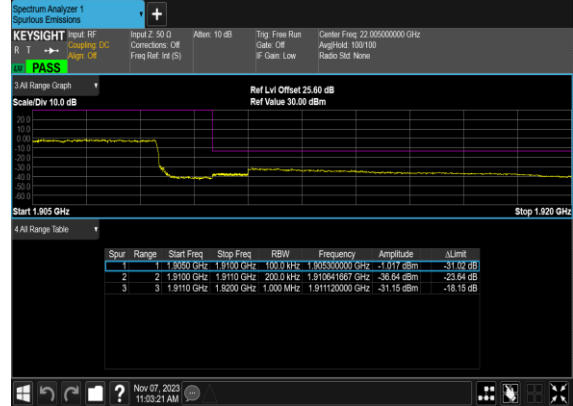 Spectrum Analyzer 1
Spurious Emissions
KEYSIGHT
R T
PASS
Input: RF
Coupling: DC
Align: Off
Input Z: 50 Ω
Corrections: Off
Freq Ref: Int (S)
Atten: 10 dB
Trig: Free Run
Gate: Off
IF Gain: Low
Center Freq: 22.005000000 GHz
Avg|Hold: 100/100
Radio Std: None
3 All Range Graph
Scale/Div 10.0 dB
Ref Lvl Offset 25.60 dB
Ref Value 30.00 dBm
20.0
10.0
0.00
-10.0
-20.0
-30.0
-40.0
-50.0
-60.0
Start 1.905 GHz
Stop 1.920 GHz
4 All Range Table
Spur Range Start Freq Stop Freq RBW Frequency Amplitude ΔLimit
1 1 1.9050 GHz 1.9100 GHz 100.0 kHz 1.905300000 GHz -1.017 dBm -31.02 dB
2 2 1.9100 GHz 1.9110 GHz 200.0 kHz 1.910641667 GHz -36.64 dBm -23.64 dB
3 3 1.9110 GHz 1.9200 GHz 1.000 MHz 1.911120000 GHz -31.15 dBm -18.15 dB
Nov 07, 2023
11:03:21 AM